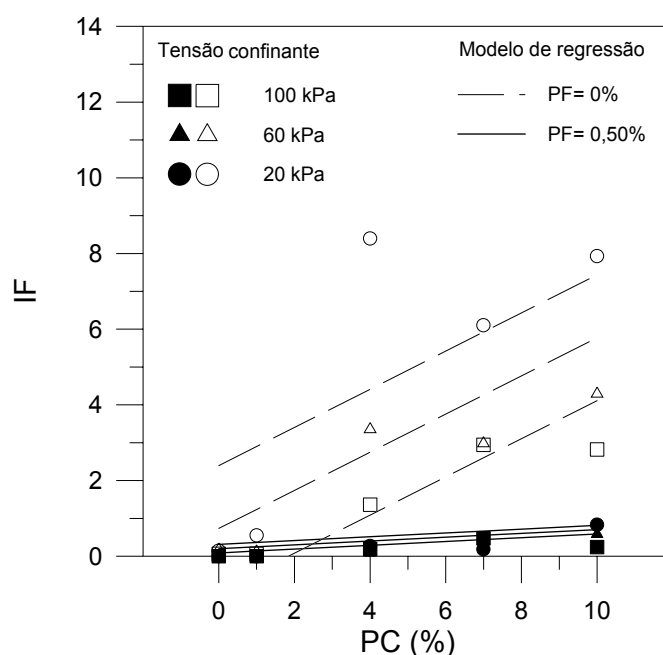 Tensão confinante
100 kPa
60 kPa
20 kPa
Modelo de regressão
PF= 0%
PF= 0,50%
14
12
10
8
6
4
2
0
IF
0
2
4
6
8
10
PC (%)